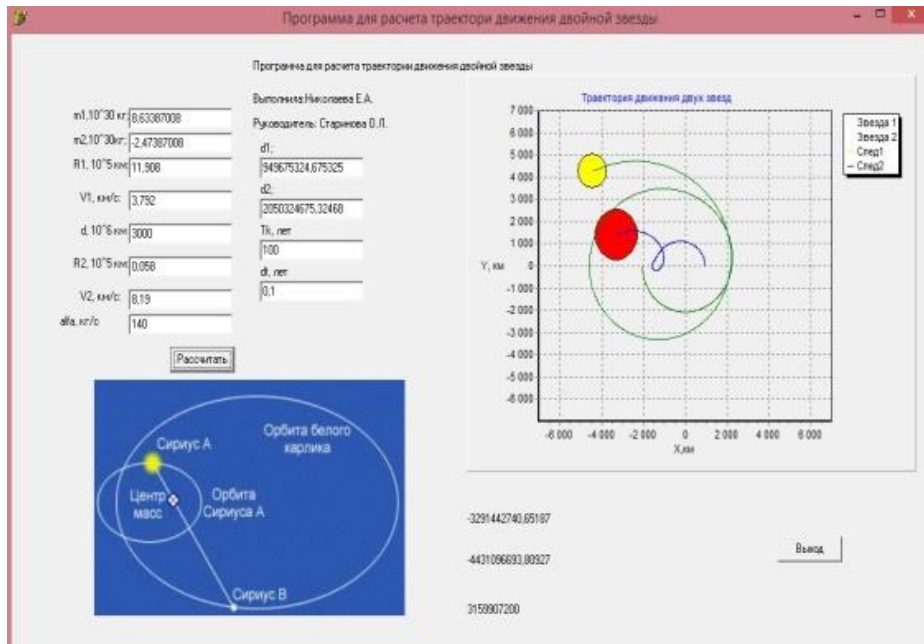 Программа для расчета траектори движения двойной звезды
Программа для расчета траектории движения двойной звезды
Выполнила:Николаева Е.А.
Руководитель: Старинова О.Л.
m1,10^30 кг; 8,63387008
m2,10^30кг; -2,47387008
R1, 10^5 км 11,908
V1, км/с: 3,792
d, 10^6 км: 3000
R2, 10^5 км: 0,058
V2, км/с: 8,19
alfa, кг/с 140
d1;
949675324,675325
d2;
2050324675,32468
Tk, лет
100
dt, лет
0,1
Рассчитать
Траектория движения двух звезд
7 000
6 000
5 000
4 000
3 000
2 000
1 000
0
-1 000
-2 000
-3 000
-4 000
-5 000
-6 000
Y, км
-6 000 -4 000 -2 000 0 2 000 4 000 6 000
X,км
Звезда 1
Звезда 2
След1
След2
Сириус А
Орбита белого
карлика
Центр
масс
Орбита
Сириуса А
Сириус В
-3291442740,65187
-4431096693,80927
3159907200
Выход